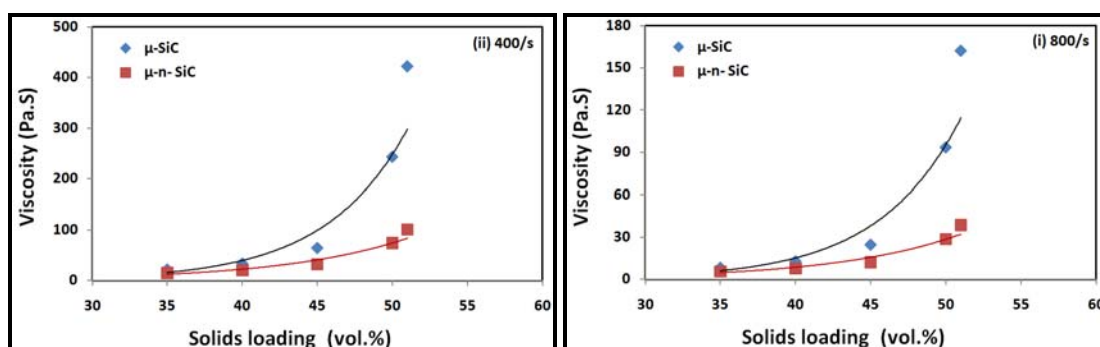 500
400
300
200
100
0
Viscosity (Pa.S)
μ-SiC
μ-n- SiC
(ii) 400/s
30 35 40 45 50 55 60
Solids loading (vol.%)
180
150
120
90
60
30
0
Viscosity (Pa.S)
μ-SiC
μ-n- SiC
(i) 800/s
30 35 40 45 50 55 60
Solids loading (vol.%)